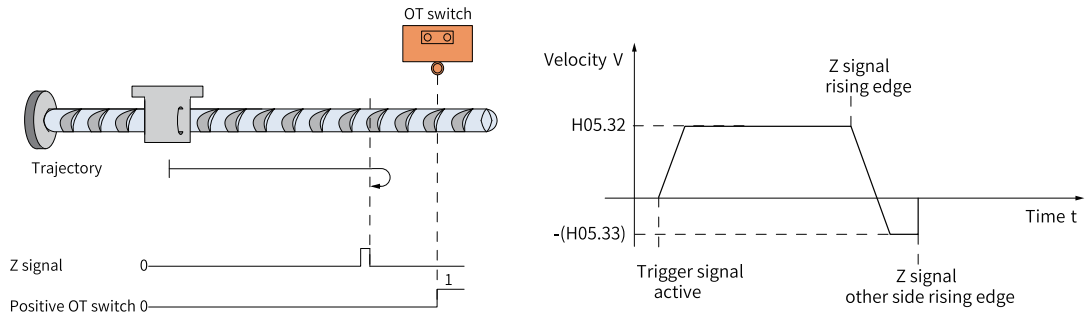 OT switch
Trajectory
Z signal 0
1
Positive OT switch 0
Velocity V
Z signal
rising edge
H05.32
Time t
-(H05.33)
Trigger signal
active
Z signal
other side rising edge